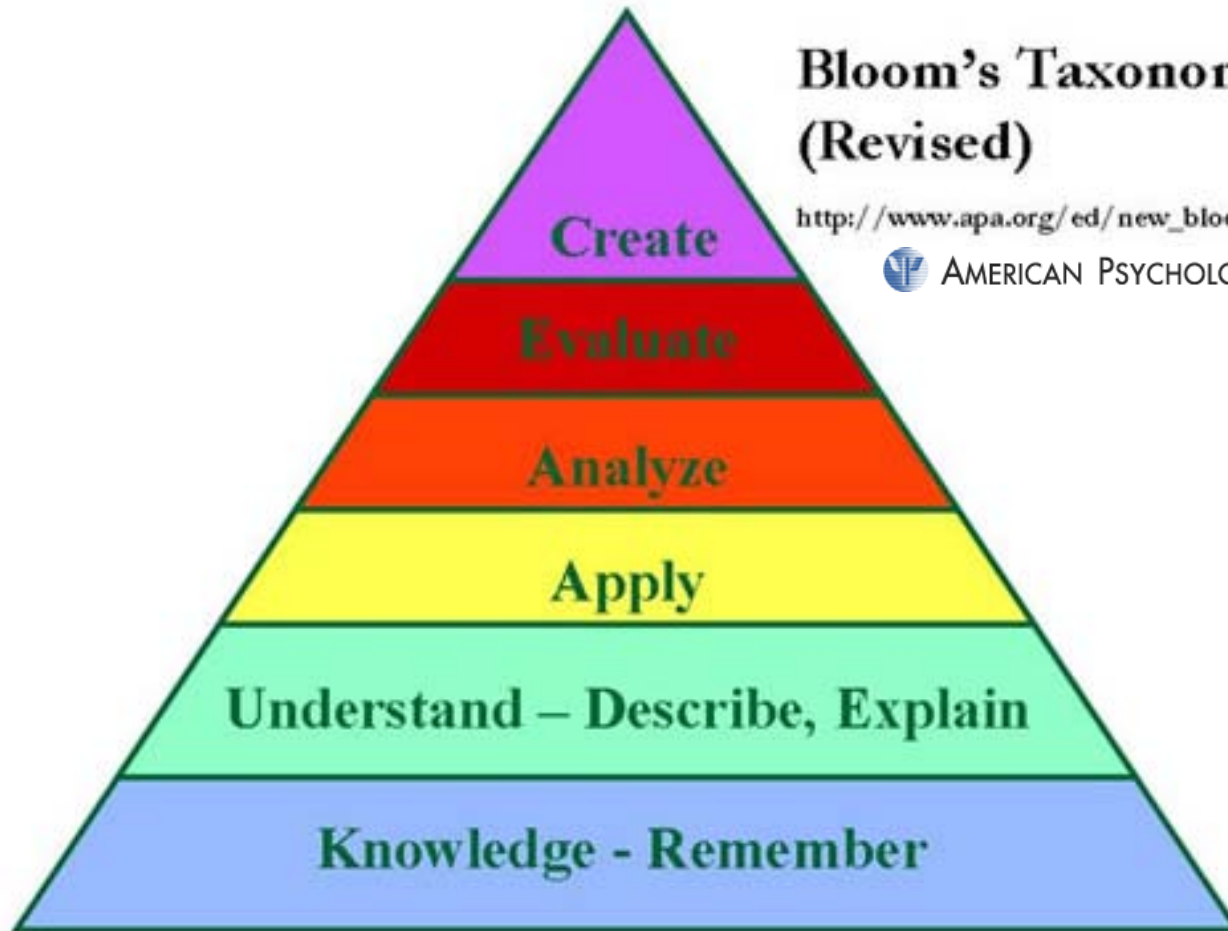 Bloom's Taxonom
(Revised)
http://www.apa.org/ed/new_bloo
AMERICAN PSYCHOLO
Create
Evaluate
Analyze
Apply
Understand – Describe, Explain
Knowledge - Remember